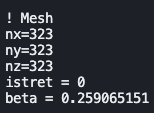 ! Mesh
nx=323
ny=323
nz=323
istret = 0
beta = 0.259065151